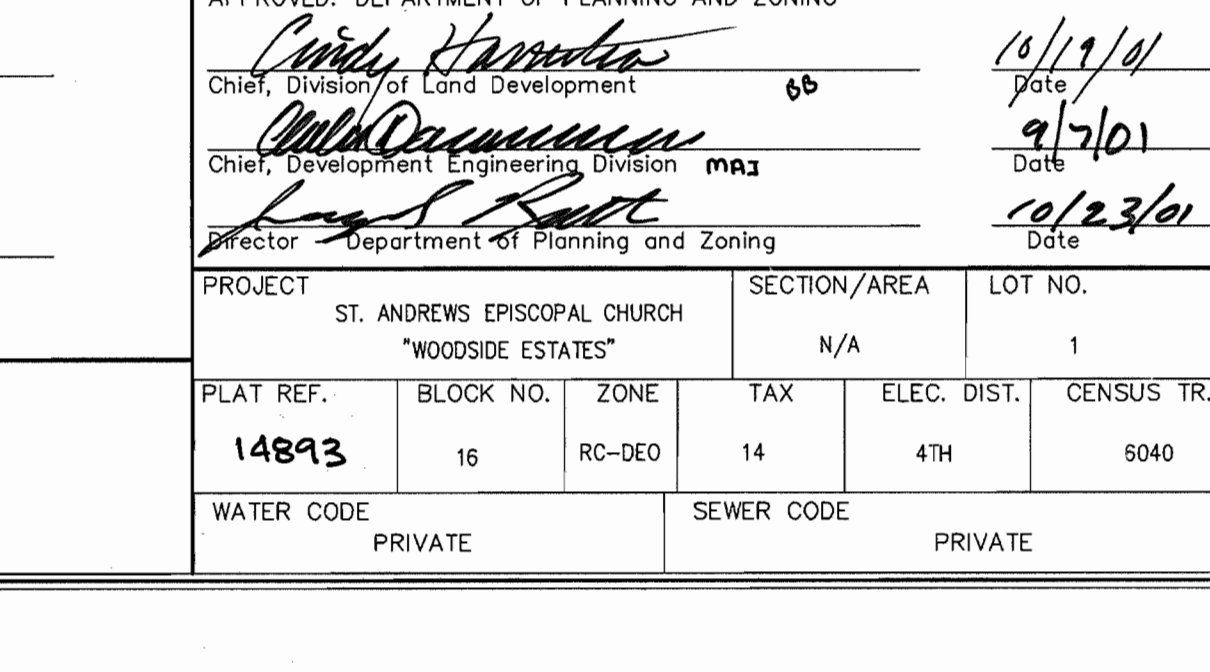 APPROVED: DEPARTMENT OF PLANNING AND ZONING
Cindy 10/19/01
Chief, Division of Land Development BB Date
9/7/01
Chief, Development Engineering Division MAJ Date
10/23/01
Director - Department of Planning and Zoning Date
PROJECT SECTION/AREA LOT NO.
ST. ANDREWS EPISCOPAL CHURCH
"WOODSIDE ESTATES" N/A 1
PLAT REF. BLOCK NO. ZONE TAX ELEC. DIST. CENSUS TR.
14893 16 RC-DEO 14 4TH 6040
WATER CODE SEWER CODE
PRIVATE PRIVATE